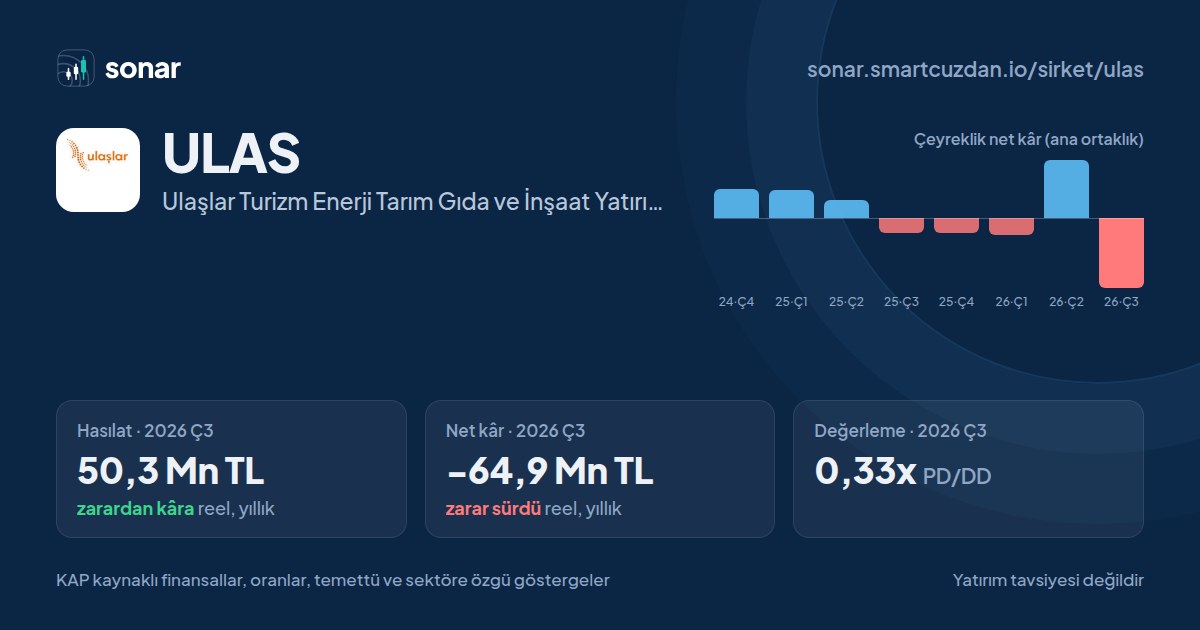 sonar
sonar.smartcuzdan.io/sirket/ulas
ulaşlar
ULAS
Ulaşlar Turizm Enerji Tarım Gıda ve İnşaat Yatırı...
Çeyreklik net kâr (ana ortaklık)
24·Ç4 25·Ç1 25·Ç2 25·Ç3 25·Ç4 26·Ç1 26·Ç2 26·Ç3
Hasılat · 2026 Ç3
50,3 Mn TL
zarardan kâra reel, yıllık
Net kâr · 2026 Ç3
−64,9 Mn TL
zarar sürdü reel, yıllık
Değerleme · 2026 Ç3
0,33x PD/DD
KAP kaynaklı finansallar, oranlar, temettü ve sektöre özgü göstergeler
Yatırım tavsiyesi değildir